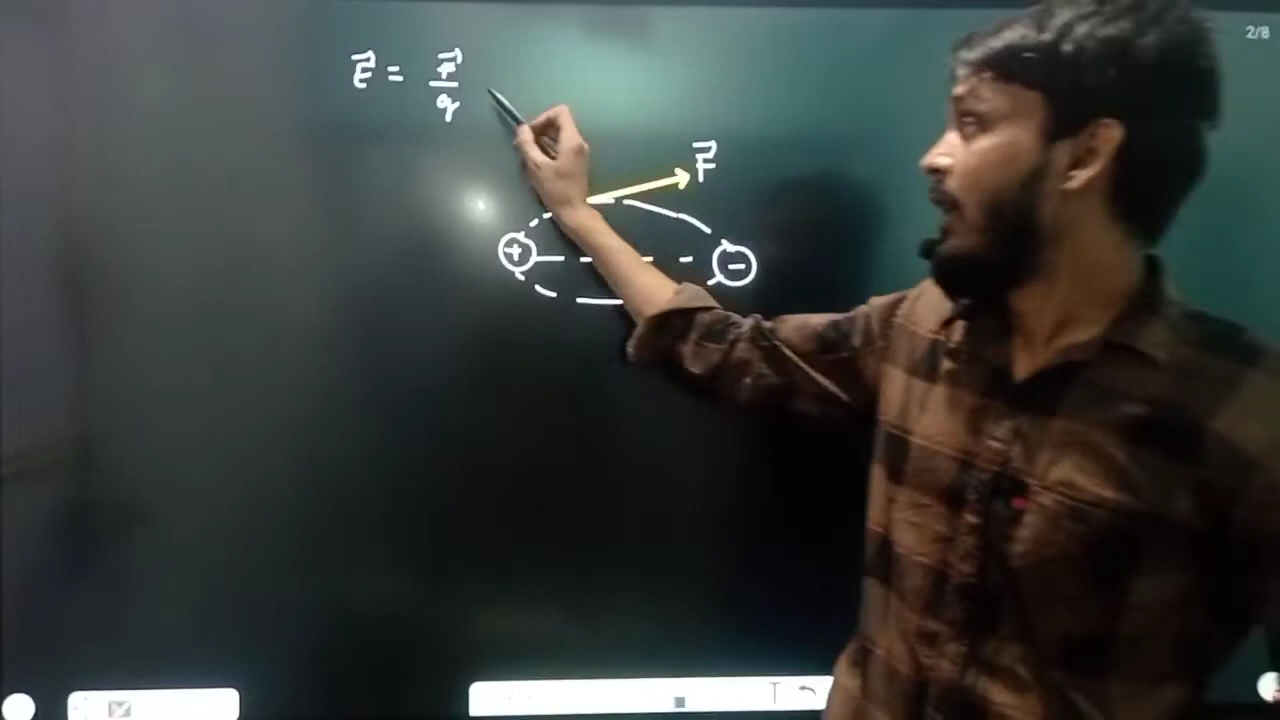 2/8
E⃗ = F⃗/q
F⃗
+
-
T